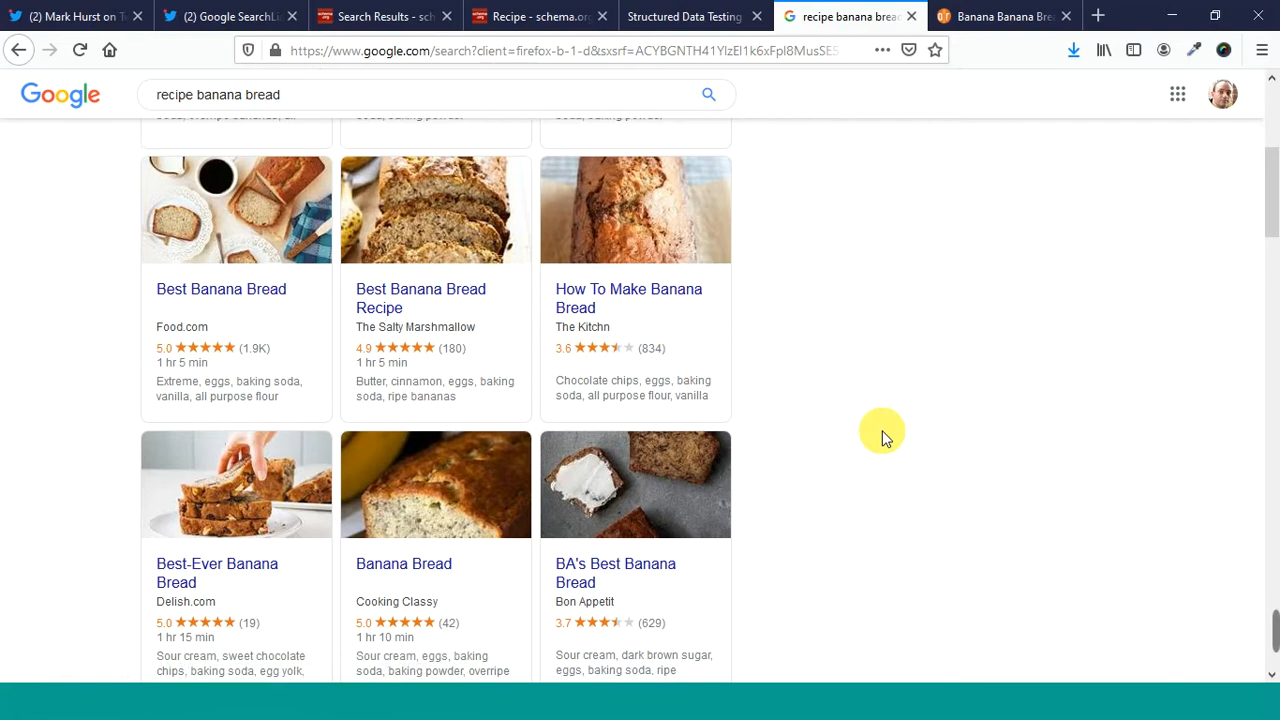 (2) Mark Hurst on T
(2) Google SearchLi
Search Results - sch
Recipe - schema.org
Structured Data Testing
recipe banana bread
Banana Banana Bre
https://www.google.com/search?client=firefox-b-1-d&sxsrf=ACYBGNTH41YlzEl1k6xFpl8MusSE5
Google
recipe banana bread
Best Banana Bread
Food.com
5.0 (1.9K)
1 hr 5 min
Extreme, eggs, baking soda,
vanilla, all purpose flour
Best Banana Bread
Recipe
The Salty Marshmallow
4.9 (180)
1 hr 5 min
Butter, cinnamon, eggs, baking
soda, ripe bananas
How To Make Banana
Bread
The Kitchn
3.6 (834)
Chocolate chips, eggs, baking
soda, all purpose flour, vanilla
Best-Ever Banana
Bread
Delish.com
5.0 (19)
1 hr 15 min
Sour cream, sweet chocolate
chips, baking soda, egg yolk,
Banana Bread
Cooking Classy
5.0 (42)
1 hr 10 min
Sour cream, eggs, baking
baking powder, overripe
BA's Best Banana
Bread
Bon Appetit
3.7 (629)
Sour cream, dark brown sugar,
eggs, baking soda, ripe